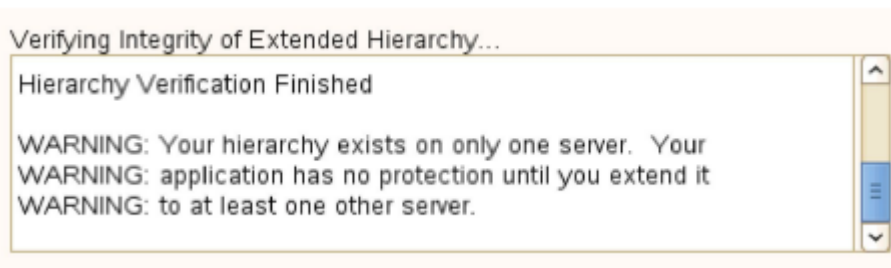 Verifying Integrity of Extended Hierarchy...
Hierarchy Verification Finished
WARNING: Your hierarchy exists on only one server.  Your
WARNING: application has no protection until you extend it
WARNING: to at least one other server.